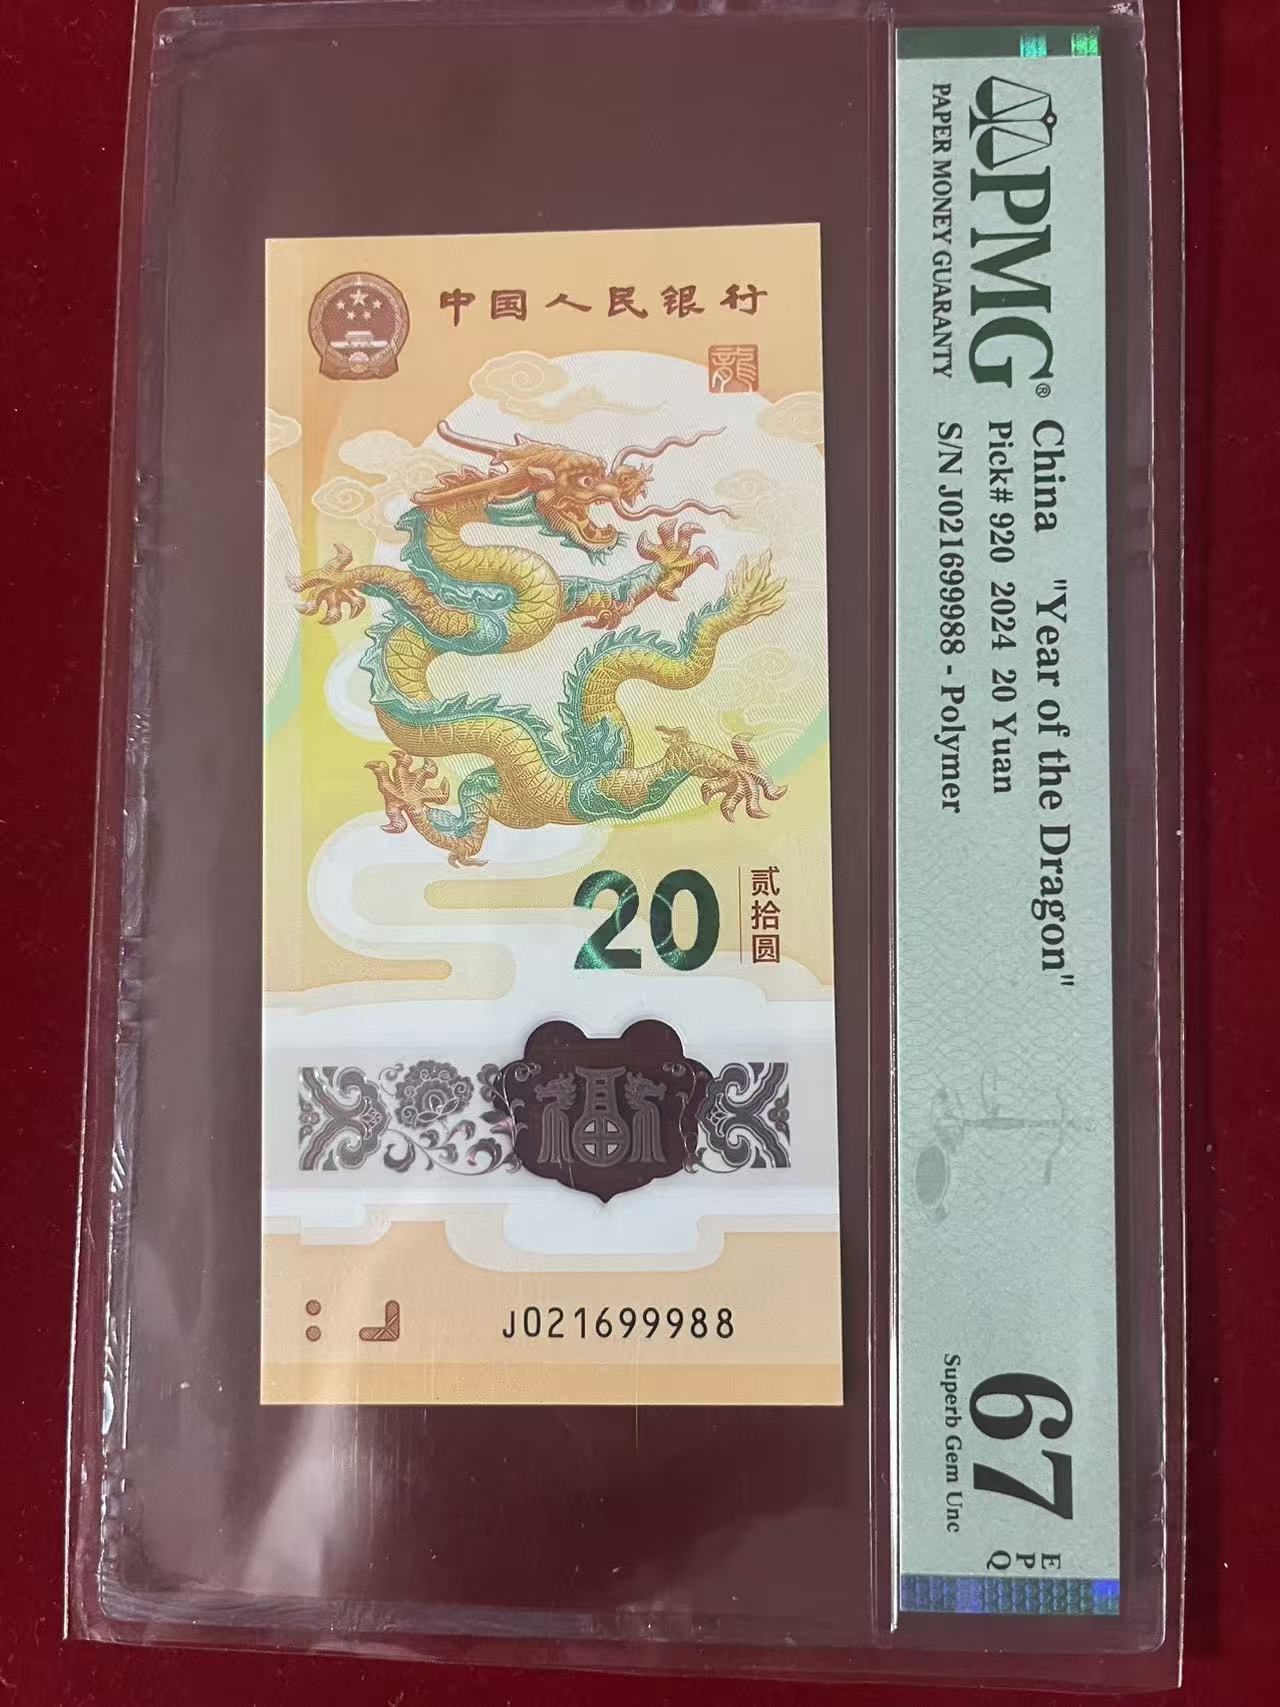 中国人民银行
龍
20
贰拾圆
J021699988
PMG®
PAPER MONEY GUARANTY
China "Year of the Dragon"
Pick# 920 2024 20 Yuan
S/N J021699988 - Polymer
67
EPQ
Superb Gem Unc